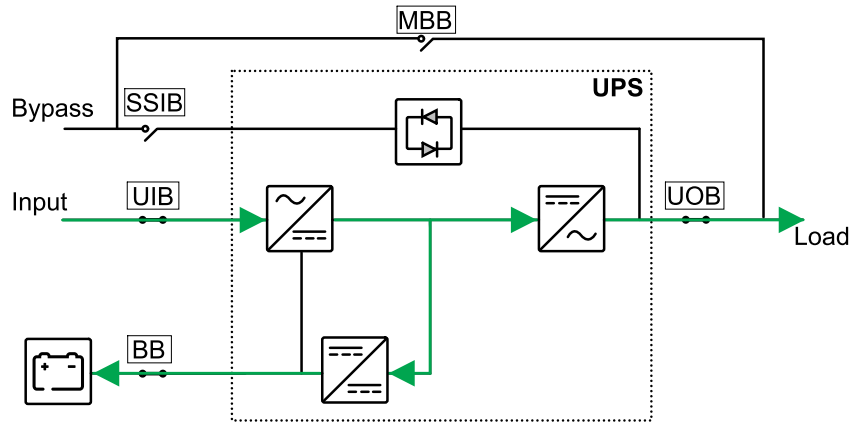 MBB
UPS
SSIB
Bypass
UIB
UOB
Input
Load
BB